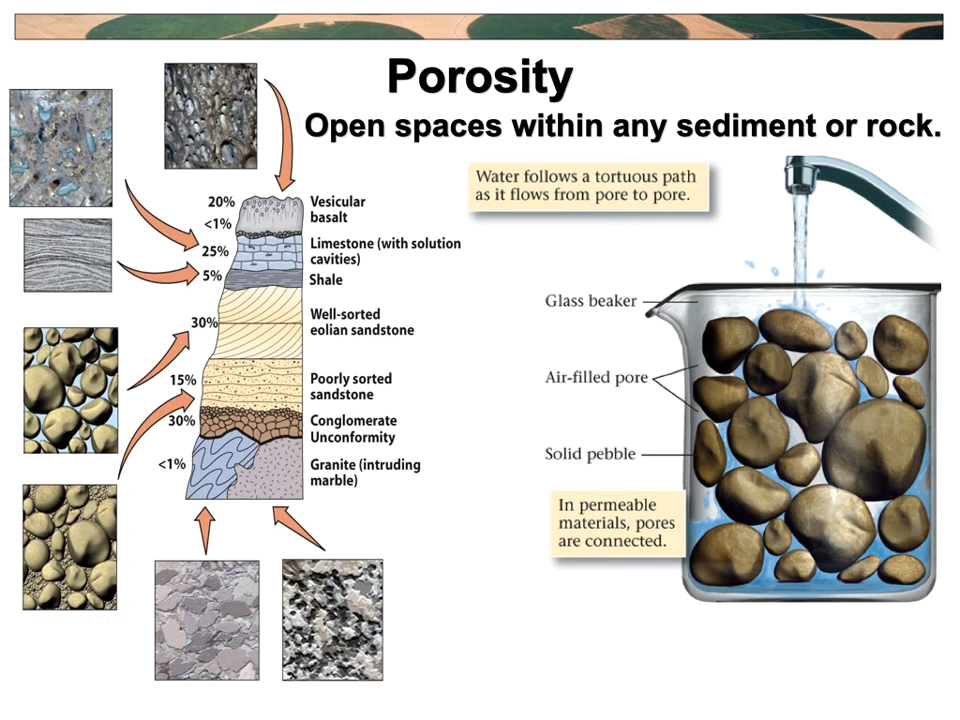 Porosity
Open spaces within any sediment or rock.
Water follows a tortuous path
as it flows from pore to pore.
20%
Vesicular
basalt
<1%
25%
Limestone (with solution
cavities)
5%
Shale
30%
Well-sorted
eolian sandstone
15%
Poorly sorted
sandstone
30%
Conglomerate
Unconformity
<1%
Granite (intruding
marble)
Glass beaker
Air-filled pore
Solid pebble
In permeable
materials, pores
are connected.